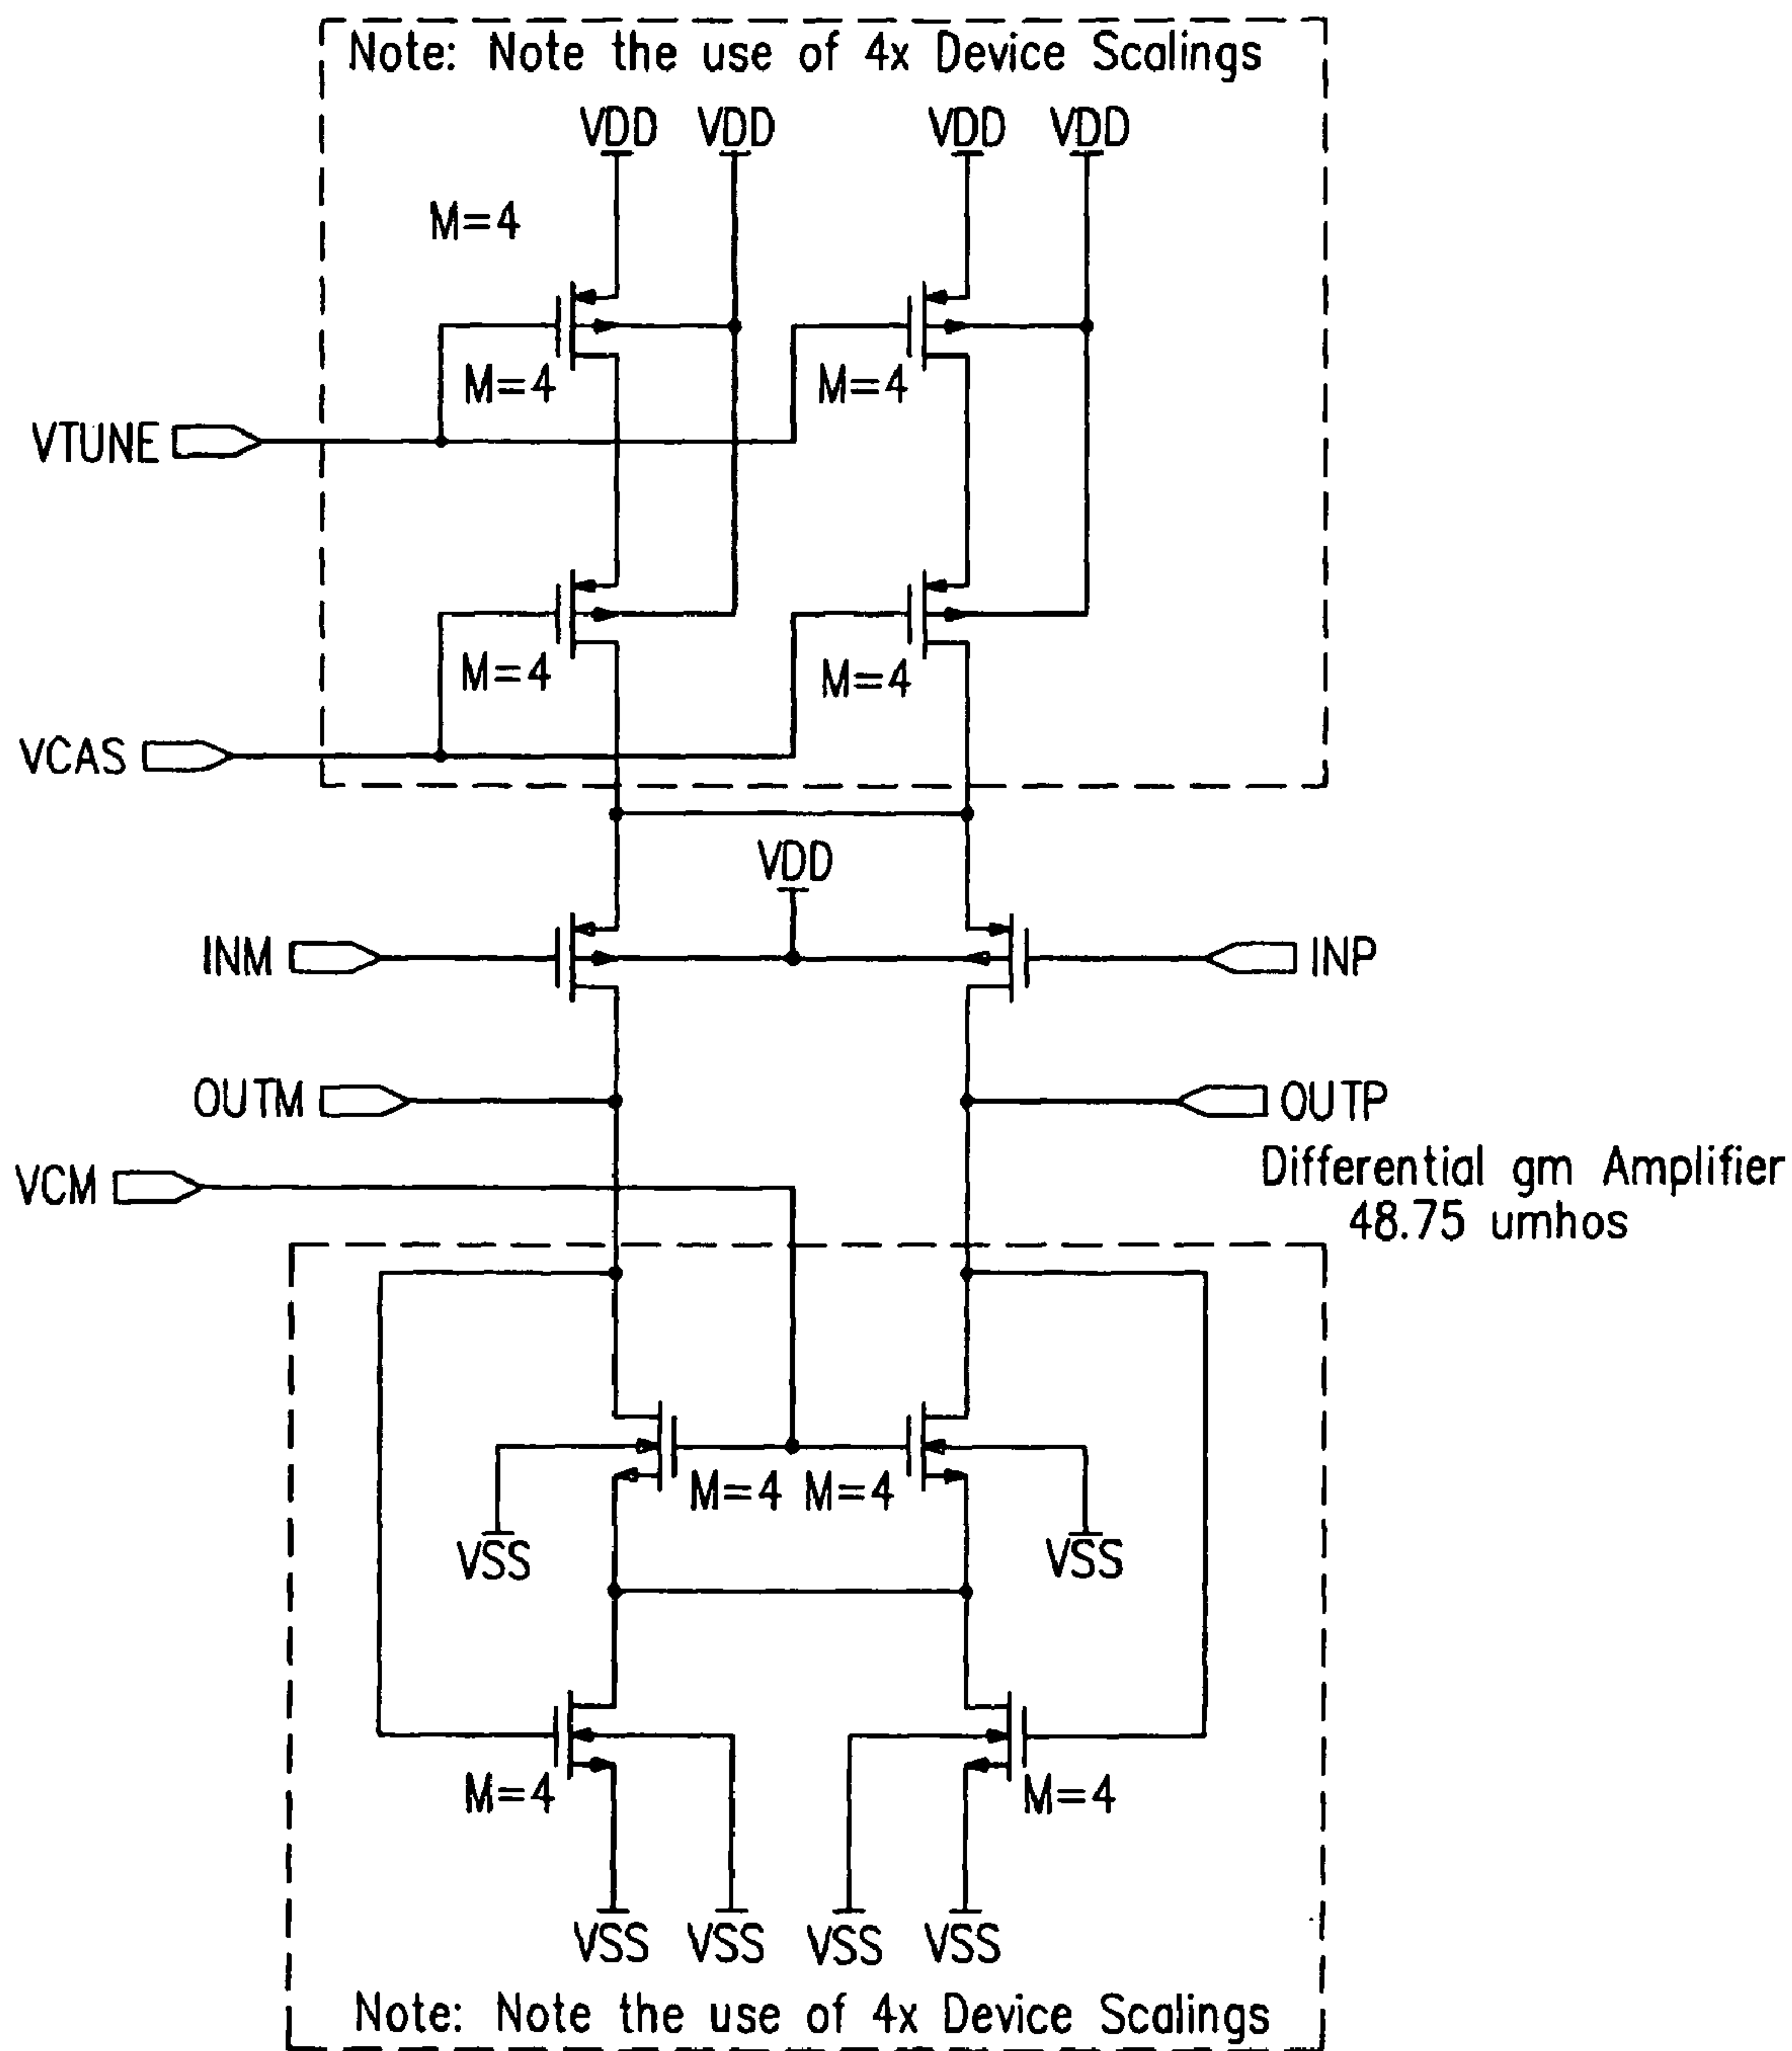 Note: Note the use of 4x Device Scalings
VDD VDD VDD VDD
M=4
M=4 M=4
VTUNE
M=4 M=4
VCAS
VDD
INM INP
OUTM OUTP
Differential gm Amplifier
VCM
48.75 umhos
M=4 M=4
VSS VSS
M=4 M=4
VSS VSS VSS VSS
Note: Note the use of 4x Device Scalings